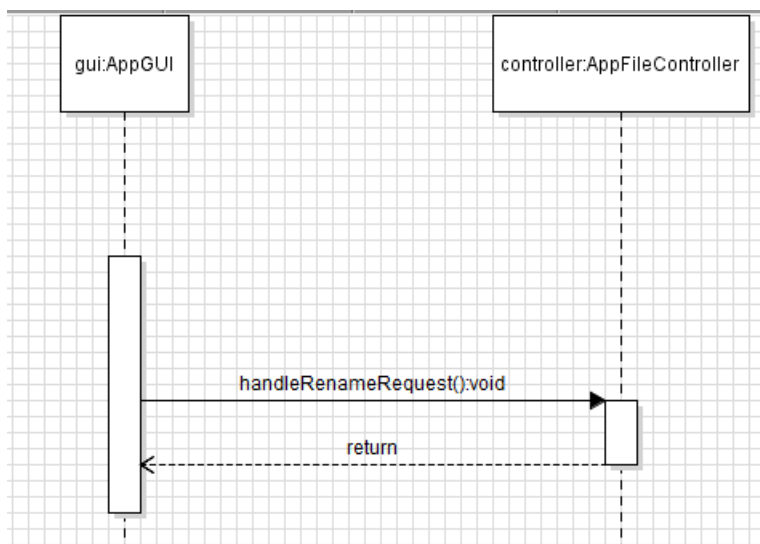 gui:AppGUI
controller:AppFileController
handleRenameRequest():void
return